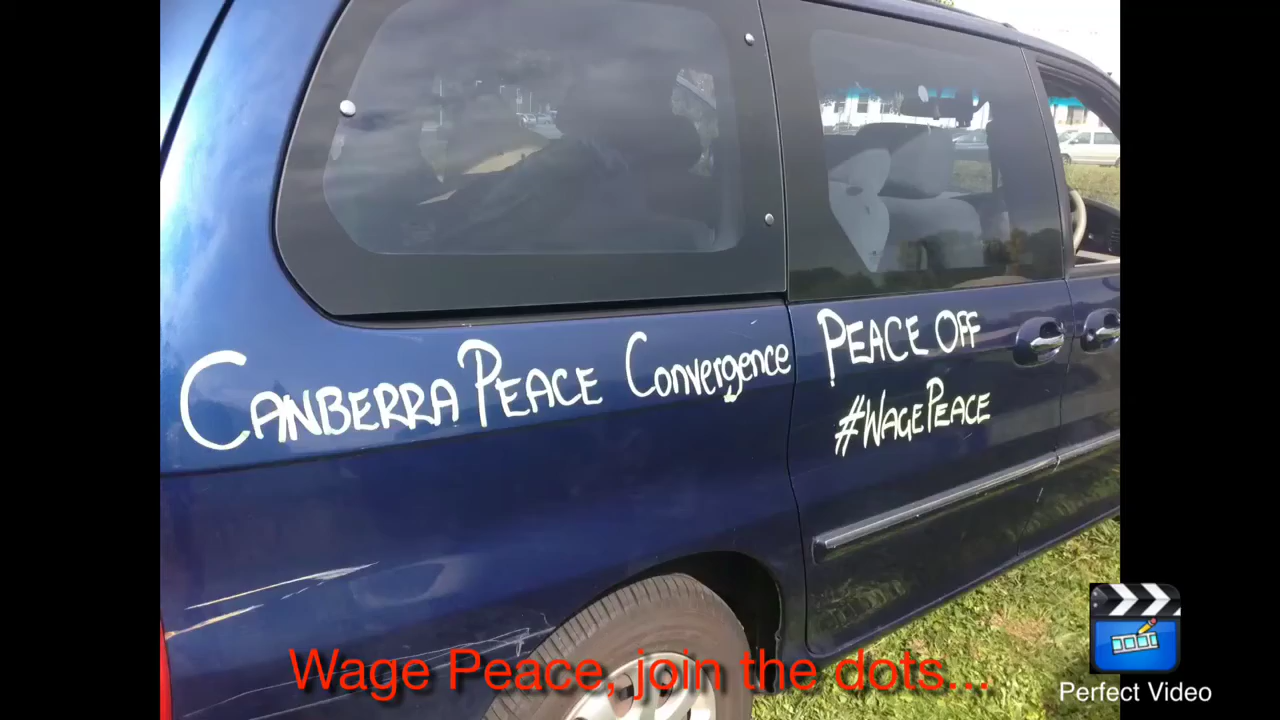 CANBERRA PEACE Convergence
PEACE OFF
#WAGEPEACE
Wage Peace, join the dots...
Perfect Video